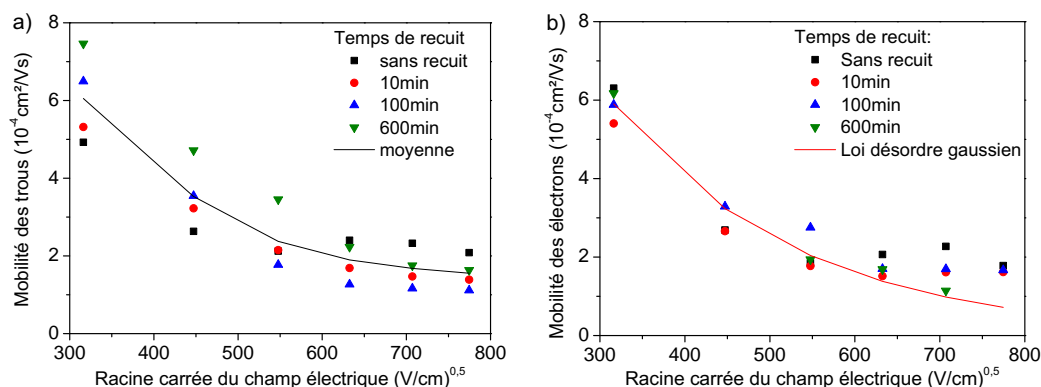 a)
Mobilité des trous (10⁻⁴cm²/Vs)
8
6
4
2
0
Temps de recuit:
sans recuit
10min
100min
600min
moyenne
300 400 500 600 700 800
Racine carrée du champ électrique (V/cm)⁰,⁵
b)
Mobilité des électrons (10⁻⁴cm²/Vs)
8
6
4
2
0
Temps de recuit:
Sans recuit
10min
100min
600min
Loi désordre gaussien
300 400 500 600 700 800
Racine carrée du champ électrique (V/cm)⁰,⁵